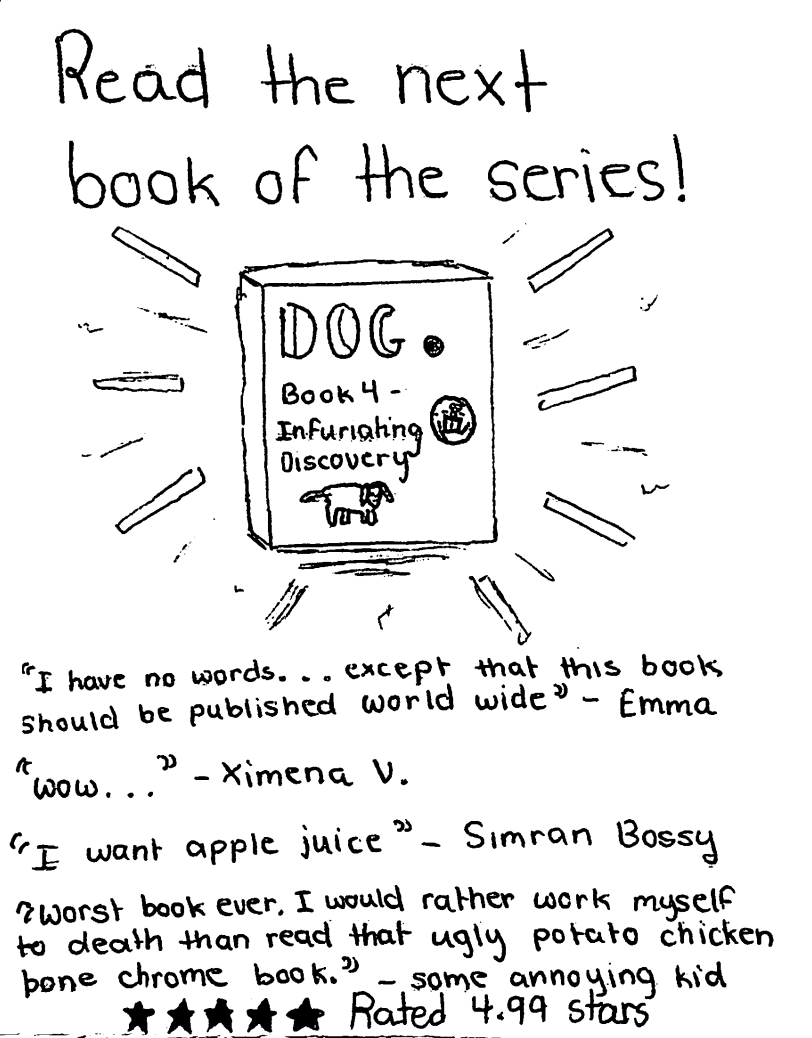 Read the next
book of the series!
DOG.
Book 4 -
Infuriating
Discovery
"I have no words... except that this book
should be published world wide" - Emma
"wow..." - Ximena V.
"I want apple juice" - Simran Bossy
"Worst book ever. I would rather work myself
to death than read that ugly potato chicken
bone chrome book." - some annoying kid
★★★★★ Rated 4.99 stars